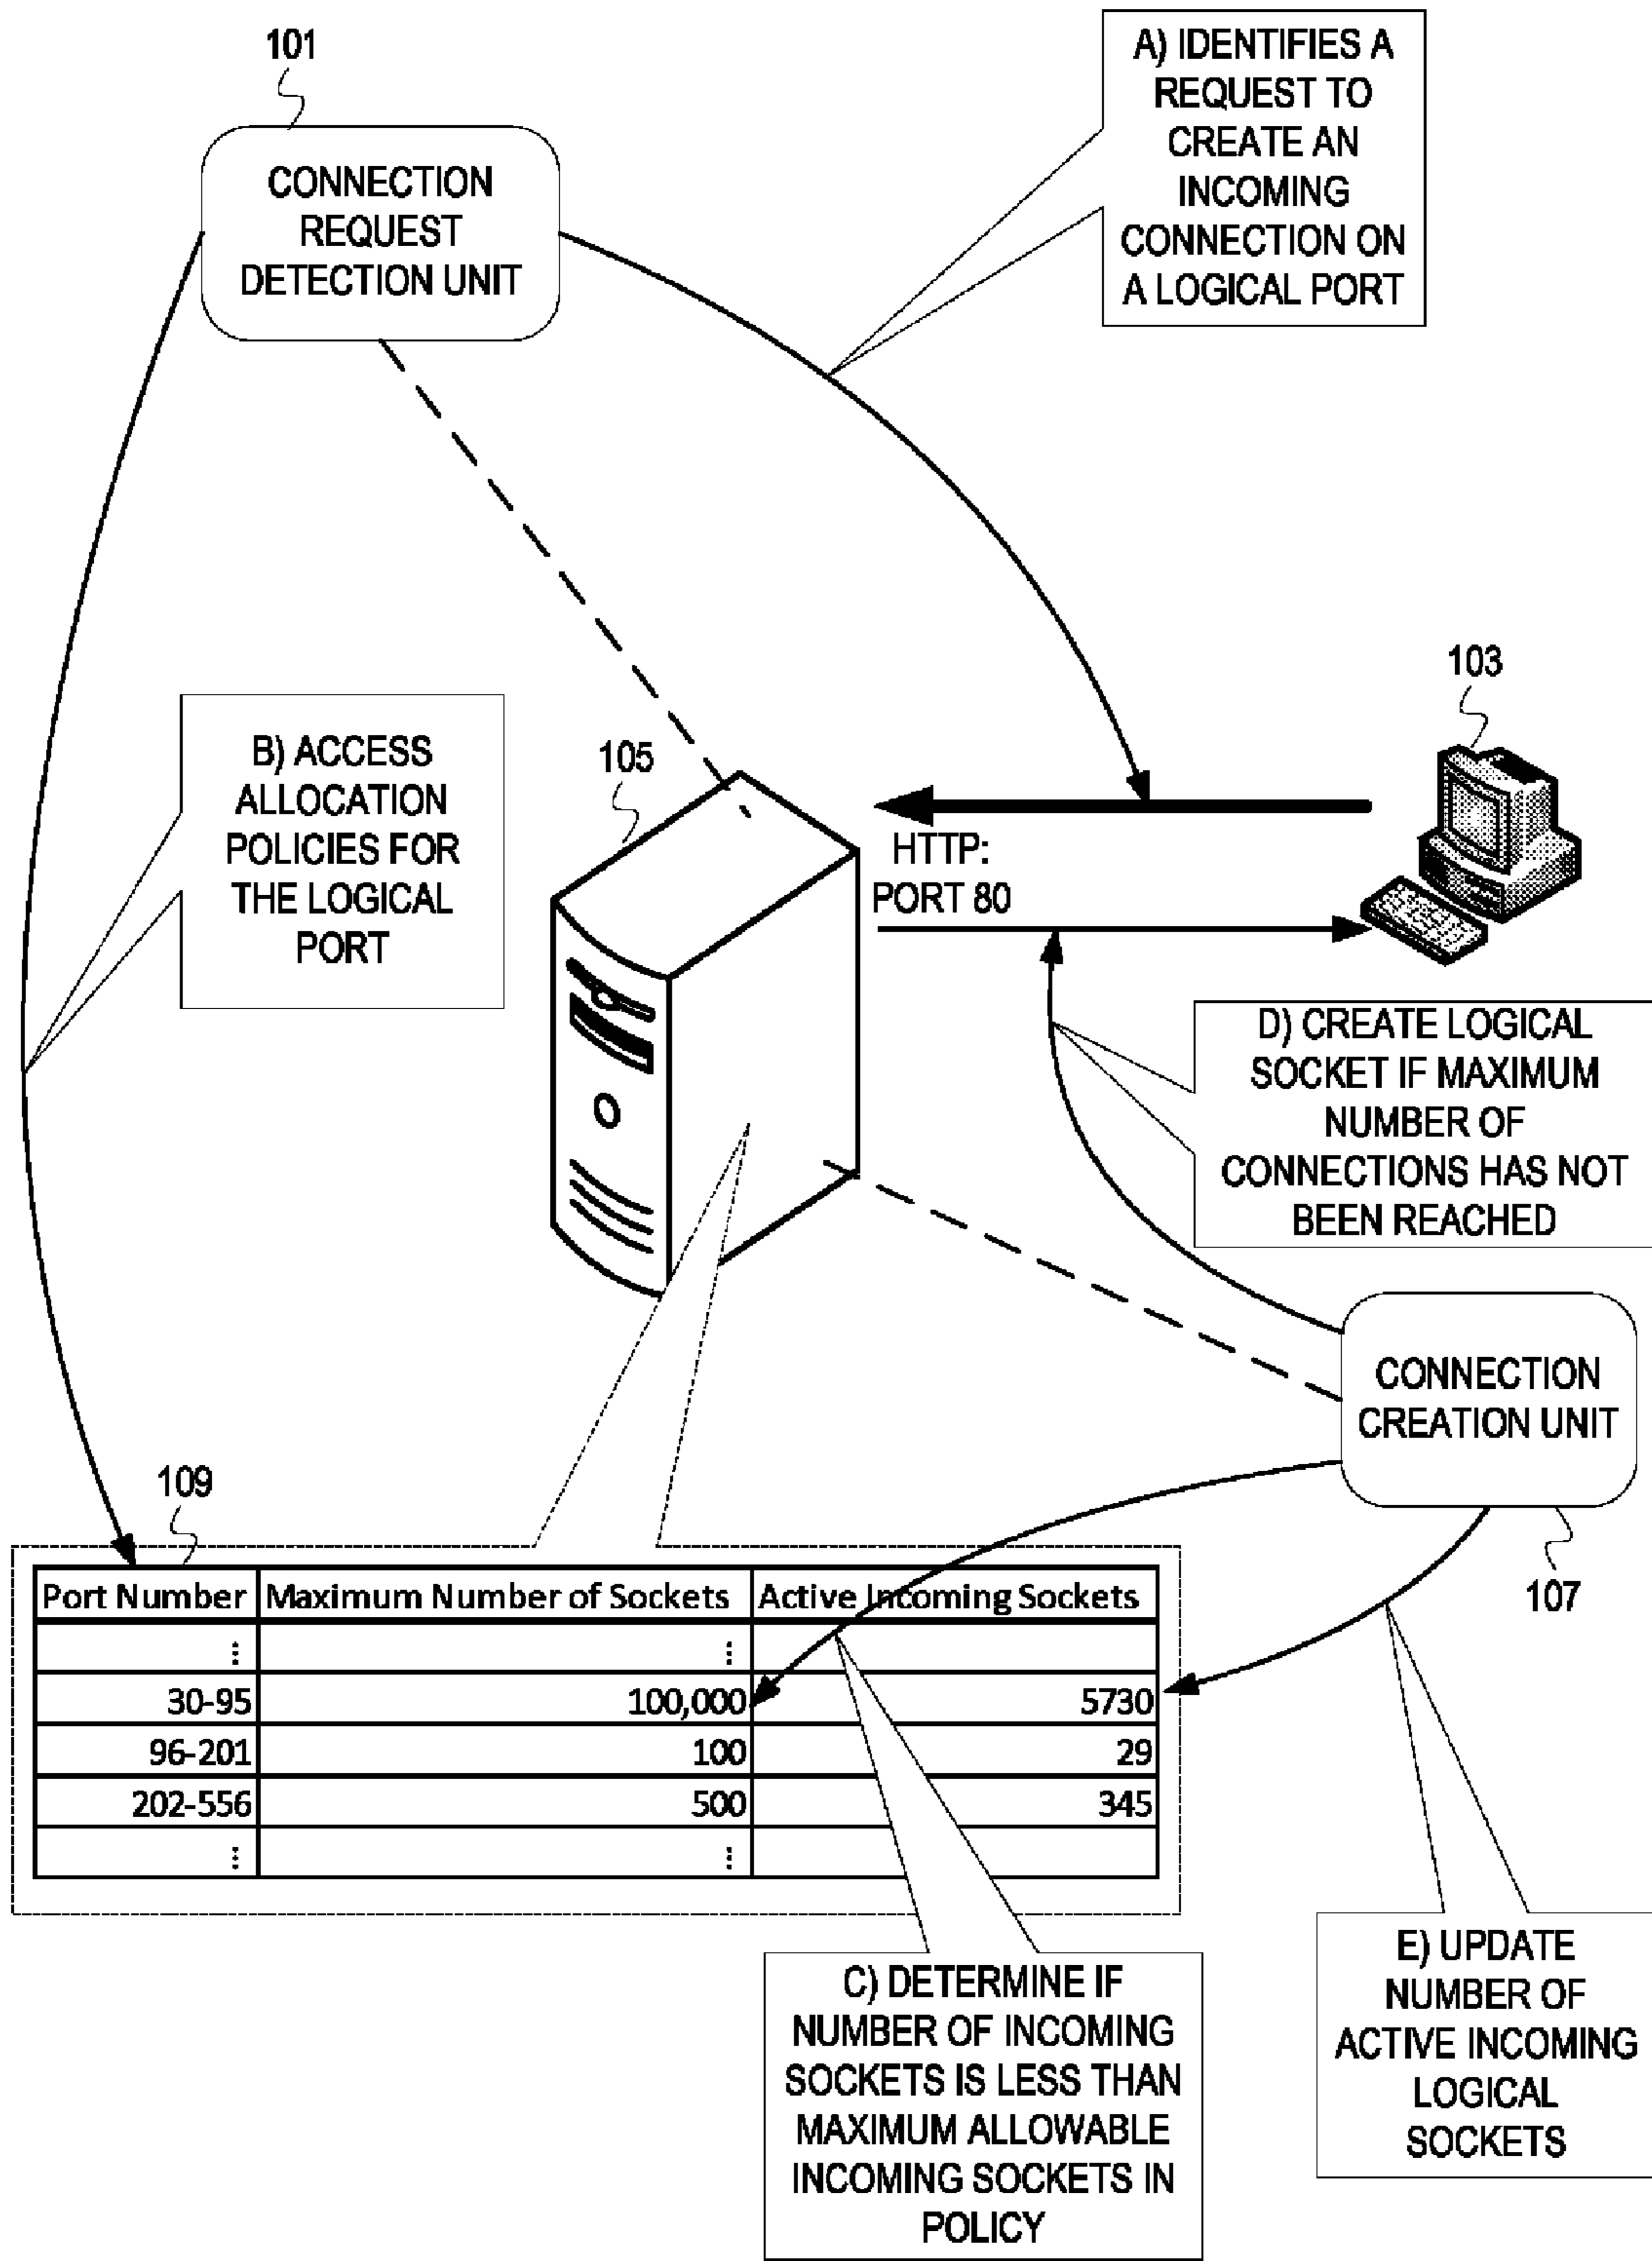 101
CONNECTION
REQUEST
DETECTION UNIT
A) IDENTIFIES A
REQUEST TO
CREATE AN
INCOMING
CONNECTION ON
A LOGICAL PORT
103
B) ACCESS
ALLOCATION
POLICIES FOR
THE LOGICAL
PORT
105
HTTP:
PORT 80
D) CREATE LOGICAL
SOCKET IF MAXIMUM
NUMBER OF
CONNECTIONS HAS NOT
BEEN REACHED
CONNECTION
CREATION UNIT
107
109
Port Number Maximum Number of Sockets Active Incoming Sockets
⋮ ⋮
30-95 100,000 5730
96-201 100 29
202-556 500 345
⋮ ⋮
C) DETERMINE IF
NUMBER OF INCOMING
SOCKETS IS LESS THAN
MAXIMUM ALLOWABLE
INCOMING SOCKETS IN
POLICY
E) UPDATE
NUMBER OF
ACTIVE INCOMING
LOGICAL
SOCKETS